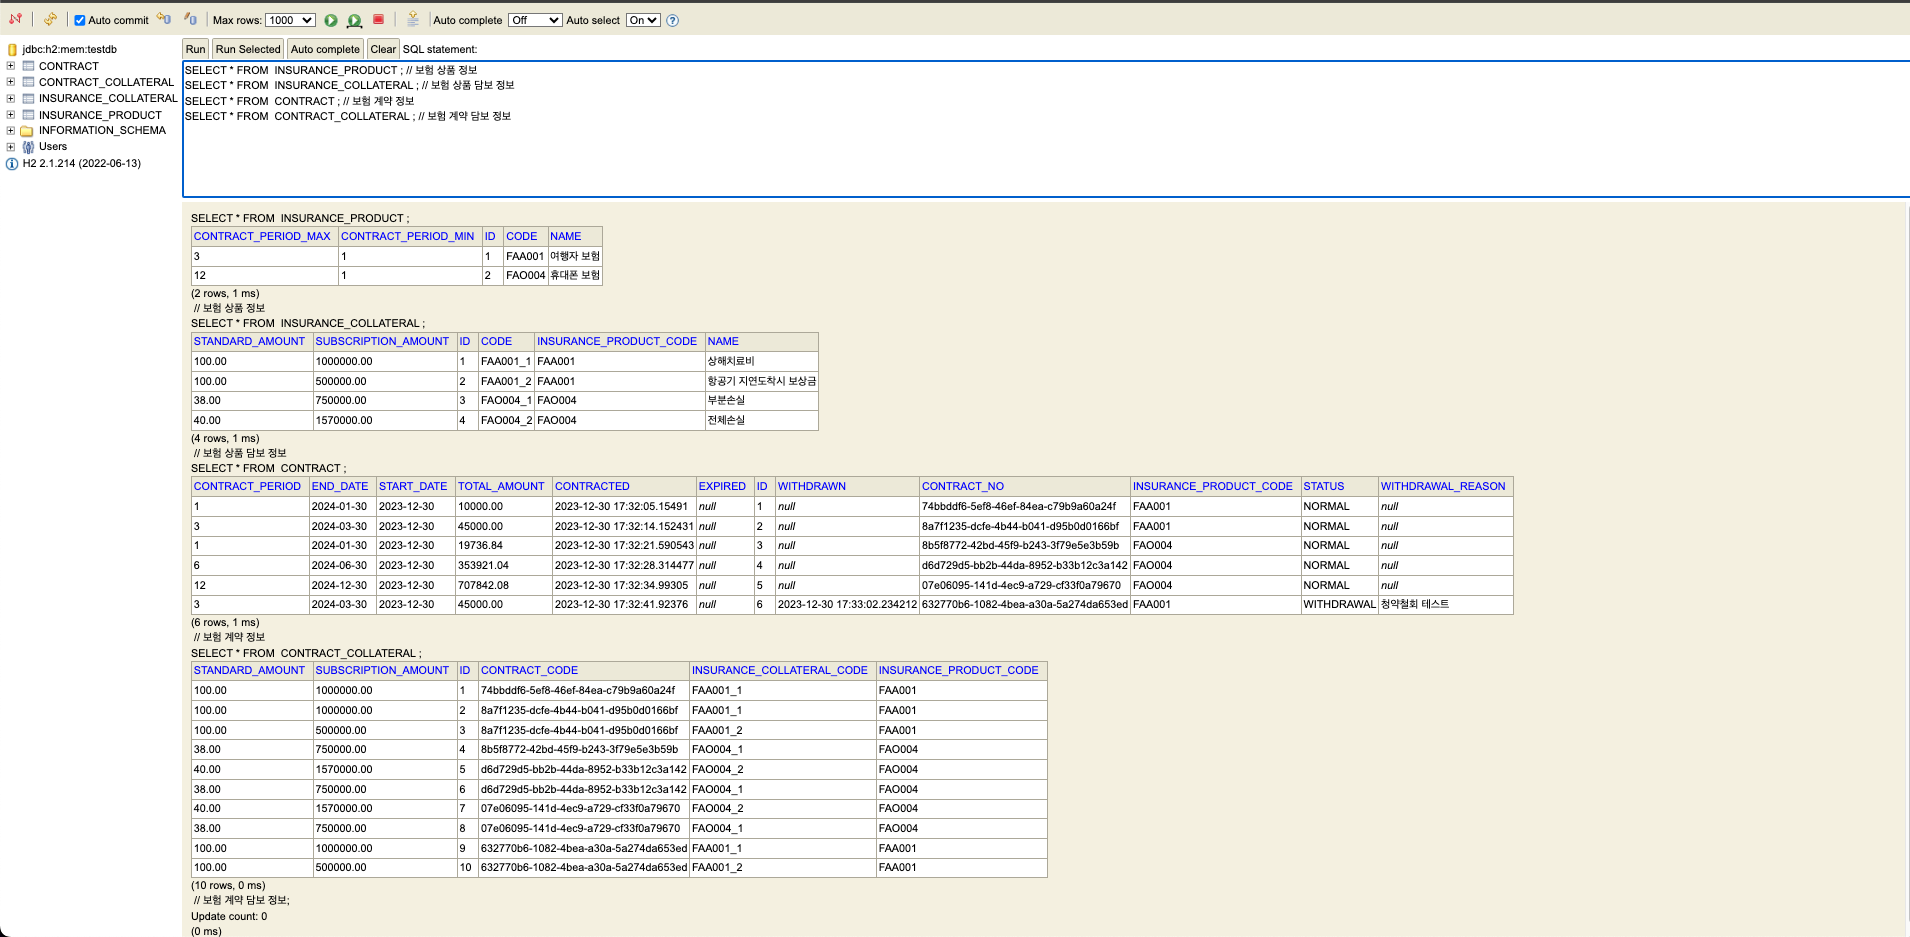 Auto commit Max rows: 1000 Auto complete Off Auto select On
jdbc:h2:mem:testdb
CONTRACT
CONTRACT_COLLATERAL
INSURANCE_COLLATERAL
INSURANCE_PRODUCT
INFORMATION_SCHEMA
Users
H2 2.1.214 (2022-06-13)
Run Run Selected Auto complete Clear SQL statement:
SELECT * FROM INSURANCE_PRODUCT ; // 보험 상품 정보
SELECT * FROM INSURANCE_COLLATERAL ; // 보험 상품 담보 정보
SELECT * FROM CONTRACT ; // 보험 계약 정보
SELECT * FROM CONTRACT_COLLATERAL ; // 보험 계약 담보 정보
SELECT * FROM INSURANCE_PRODUCT ;
CONTRACT_PERIOD_MAX CONTRACT_PERIOD_MIN ID CODE NAME
3 1 1 FAA001 여행자 보험
12 1 2 FAO004 휴대폰 보험
(2 rows, 1 ms)
// 보험 상품 정보
SELECT * FROM INSURANCE_COLLATERAL ;
STANDARD_AMOUNT SUBSCRIPTION_AMOUNT ID CODE INSURANCE_PRODUCT_CODE NAME
100.00 1000000.00 1 FAA001_1 FAA001 상해치료비
100.00 500000.00 2 FAA001_2 FAA001 항공기 지연도착시 보상금
38.00 750000.00 3 FAO004_1 FAO004 부분손실
40.00 1570000.00 4 FAO004_2 FAO004 전체손실
(4 rows, 1 ms)
// 보험 상품 담보 정보
SELECT * FROM CONTRACT ;
CONTRACT_PERIOD END_DATE START_DATE TOTAL_AMOUNT CONTRACTED EXPIRED ID WITHDRAWN CONTRACT_NO INSURANCE_PRODUCT_CODE STATUS WITHDRAWAL_REASON
1 2024-01-30 2023-12-30 10000.00 2023-12-30 17:32:05.15491 null 1 null 74bbddf6-5ef8-46ef-84ea-c79b9a60a24f FAA001 NORMAL null
3 2024-03-30 2023-12-30 45000.00 2023-12-30 17:32:14.152431 null 2 null 8a7f1235-dcfe-4b44-b041-d95b0d0166bf FAA001 NORMAL null
1 2024-01-30 2023-12-30 19736.84 2023-12-30 17:32:21.590543 null 3 null 8b5f8772-42bd-45f9-b243-3f79e5e3b59b FAO004 NORMAL null
6 2024-06-30 2023-12-30 353921.04 2023-12-30 17:32:28.314477 null 4 null d6d729d5-bb2b-44da-8952-b33b12c3a142 FAO004 NORMAL null
12 2024-12-30 2023-12-30 707842.08 2023-12-30 17:32:34.99305 null 5 null 07e06095-141d-4ec9-a729-cf33f0a79670 FAO004 NORMAL null
3 2024-03-30 2023-12-30 45000.00 2023-12-30 17:32:41.92376 null 6 2023-12-30 17:33:02.234212 632770b6-1082-4bea-a30a-5a274da653ed FAA001 WITHDRAWAL 청약철회 테스트
(6 rows, 1 ms)
// 보험 계약 정보
SELECT * FROM CONTRACT_COLLATERAL ;
STANDARD_AMOUNT SUBSCRIPTION_AMOUNT ID CONTRACT_CODE INSURANCE_COLLATERAL_CODE INSURANCE_PRODUCT_CODE
100.00 1000000.00 1 74bbddf6-5ef8-46ef-84ea-c79b9a60a24f FAA001_1 FAA001
100.00 1000000.00 2 8a7f1235-dcfe-4b44-b041-d95b0d0166bf FAA001_1 FAA001
100.00 500000.00 3 8a7f1235-dcfe-4b44-b041-d95b0d0166bf FAA001_2 FAA001
38.00 750000.00 4 8b5f8772-42bd-45f9-b243-3f79e5e3b59b FAO004_1 FAO004
40.00 1570000.00 5 d6d729d5-bb2b-44da-8952-b33b12c3a142 FAO004_2 FAO004
38.00 750000.00 6 d6d729d5-bb2b-44da-8952-b33b12c3a142 FAO004_1 FAO004
40.00 1570000.00 7 07e06095-141d-4ec9-a729-cf33f0a79670 FAO004_2 FAO004
38.00 750000.00 8 07e06095-141d-4ec9-a729-cf33f0a79670 FAO004_1 FAO004
100.00 1000000.00 9 632770b6-1082-4bea-a30a-5a274da653ed FAA001_1 FAA001
100.00 500000.00 10 632770b6-1082-4bea-a30a-5a274da653ed FAA001_2 FAA001
(10 rows, 0 ms)
// 보험 계약 담보 정보;
Update count: 0
(0 ms)